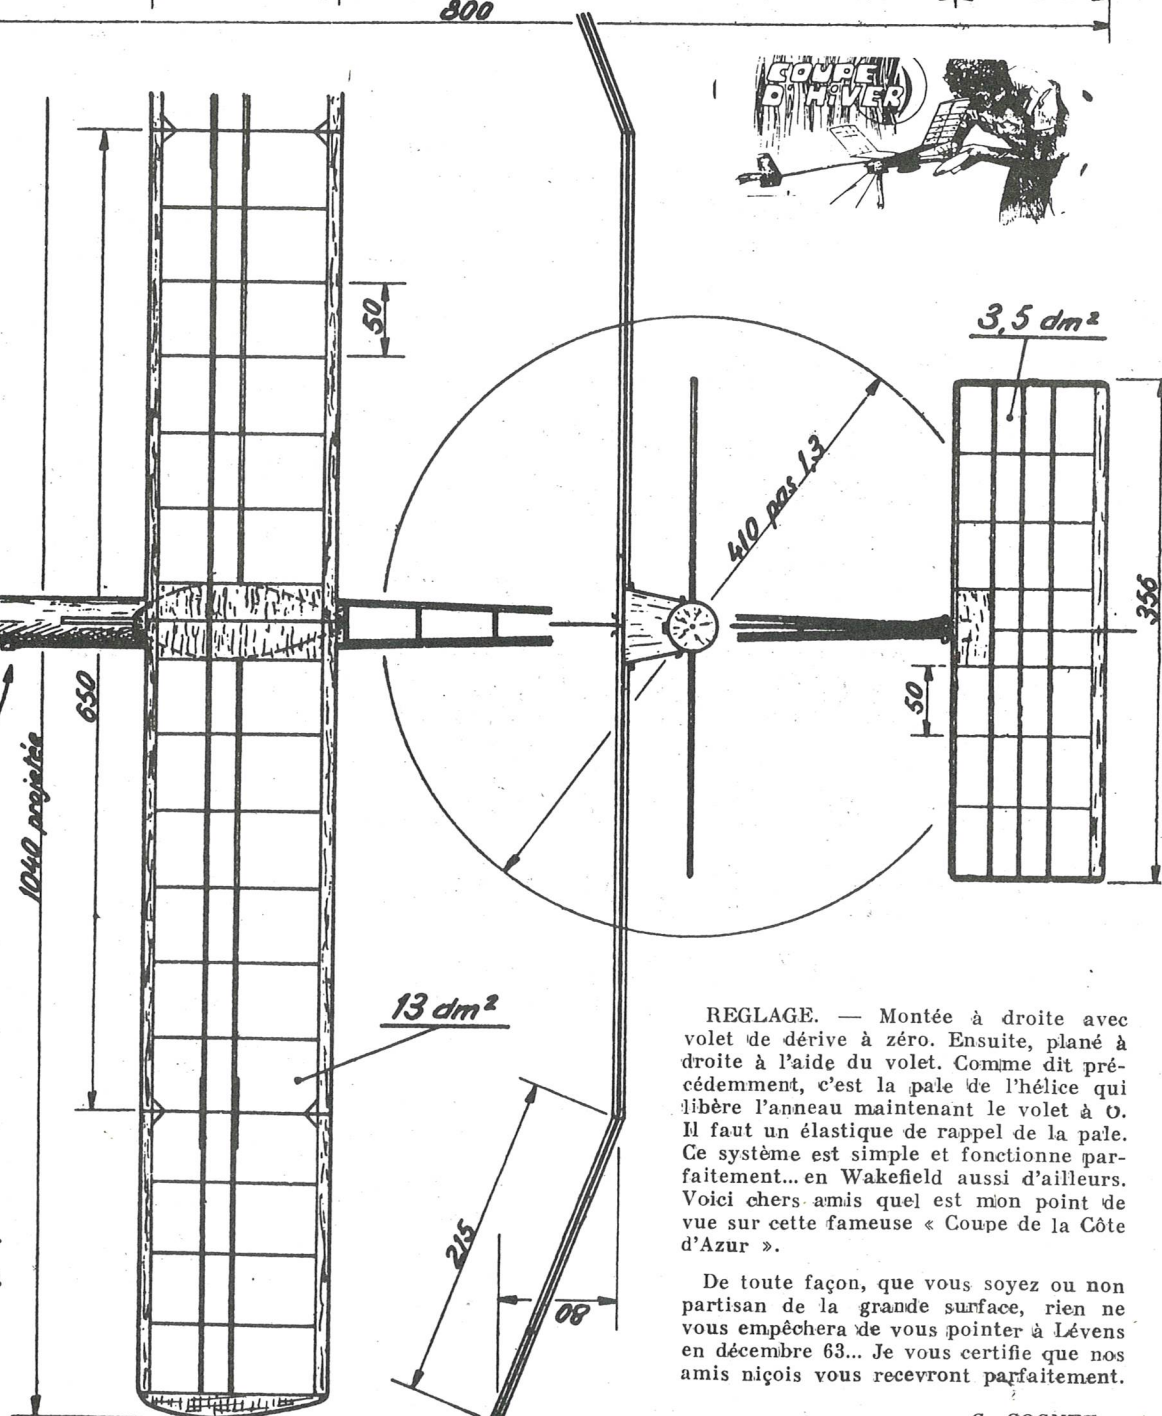 800
COUPE
D'HIVER
50
3,5 dm²
410 pas 1,3
356
50
650
1040 projetée
13 dm²
215
80
REGLAGE. — Montée à droite avec
volet de dérive à zéro. Ensuite, plané à
droite à l'aide du volet. Comme dit pré-
cédemment, c'est la pale de l'hélice qui
libère l'anneau maintenant le volet à O.
Il faut un élastique de rappel de la pale.
Ce système est simple et fonctionne par-
faitement... en Wakefield aussi d'ailleurs.
Voici chers amis quel est mon point de
vue sur cette fameuse « Coupe de la Côte
d'Azur ».
De toute façon, que vous soyez ou non
partisan de la grande surface, rien ne
vous empêchera de vous pointer à Lévens
en décembre 63... Je vous certifie que nos
amis niçois vous recevront parfaitement.